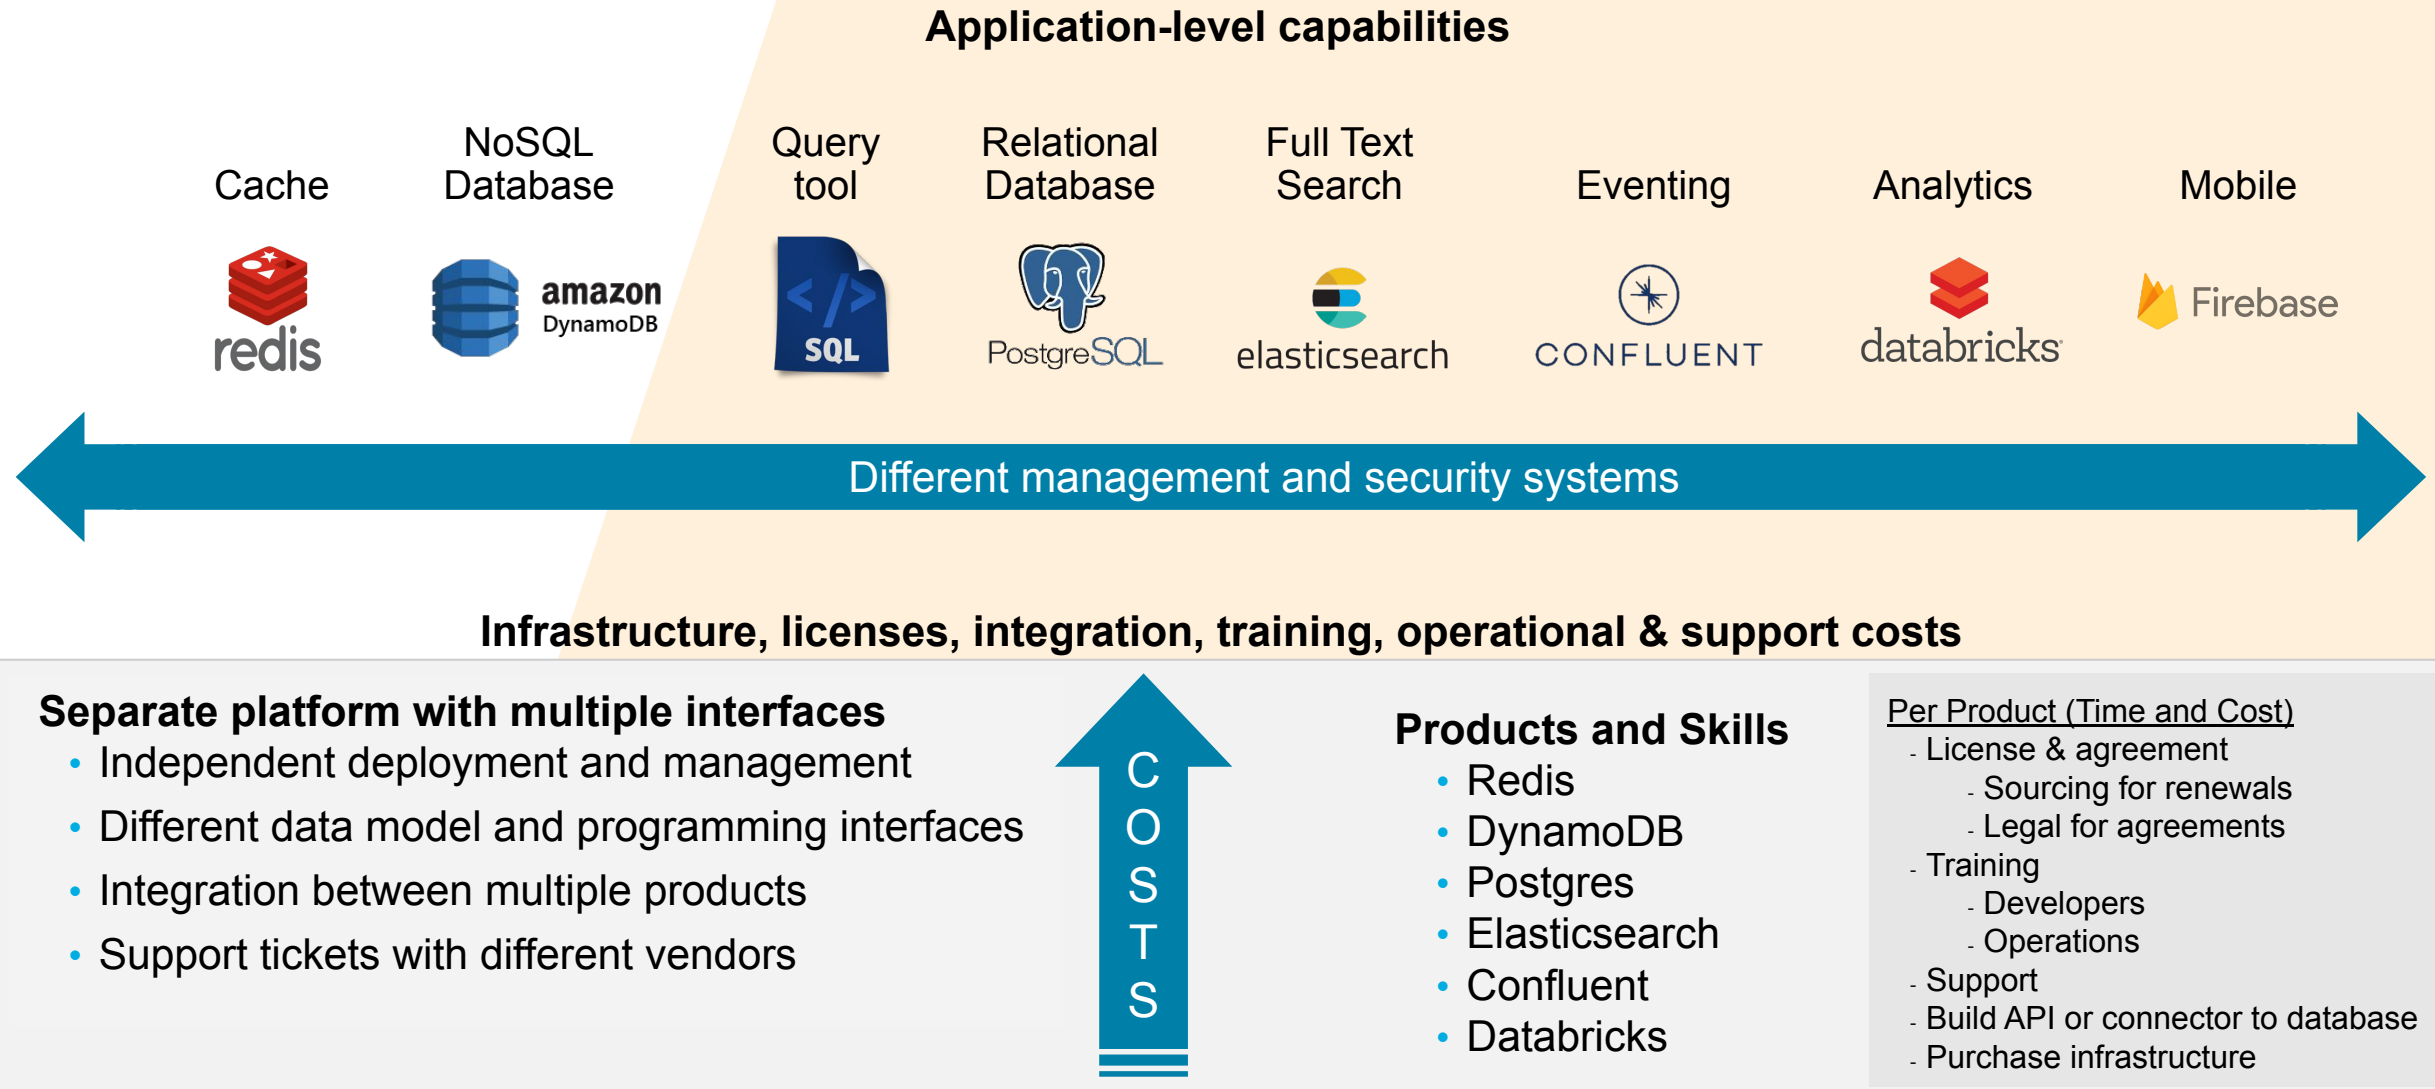 Application-level capabilities
Cache
NoSQL
Database
Query
tool
Relational
Database
Full Text
Search
Eventing
Analytics
Mobile
redis
amazon
DynamoDB
</>
SQL
PostgreSQL
elasticsearch
CONFLUENT
databricks
Firebase
Different management and security systems
Infrastructure, licenses, integration, training, operational & support costs
Separate platform with multiple interfaces
• Independent deployment and management
• Different data model and programming interfaces
• Integration between multiple products
• Support tickets with different vendors
COSTS
Products and Skills
• Redis
• DynamoDB
• Postgres
• Elasticsearch
• Confluent
• Databricks
Per Product (Time and Cost)
- License & agreement
- Sourcing for renewals
- Legal for agreements
- Training
- Developers
- Operations
- Support
- Build API or connector to database
- Purchase infrastructure